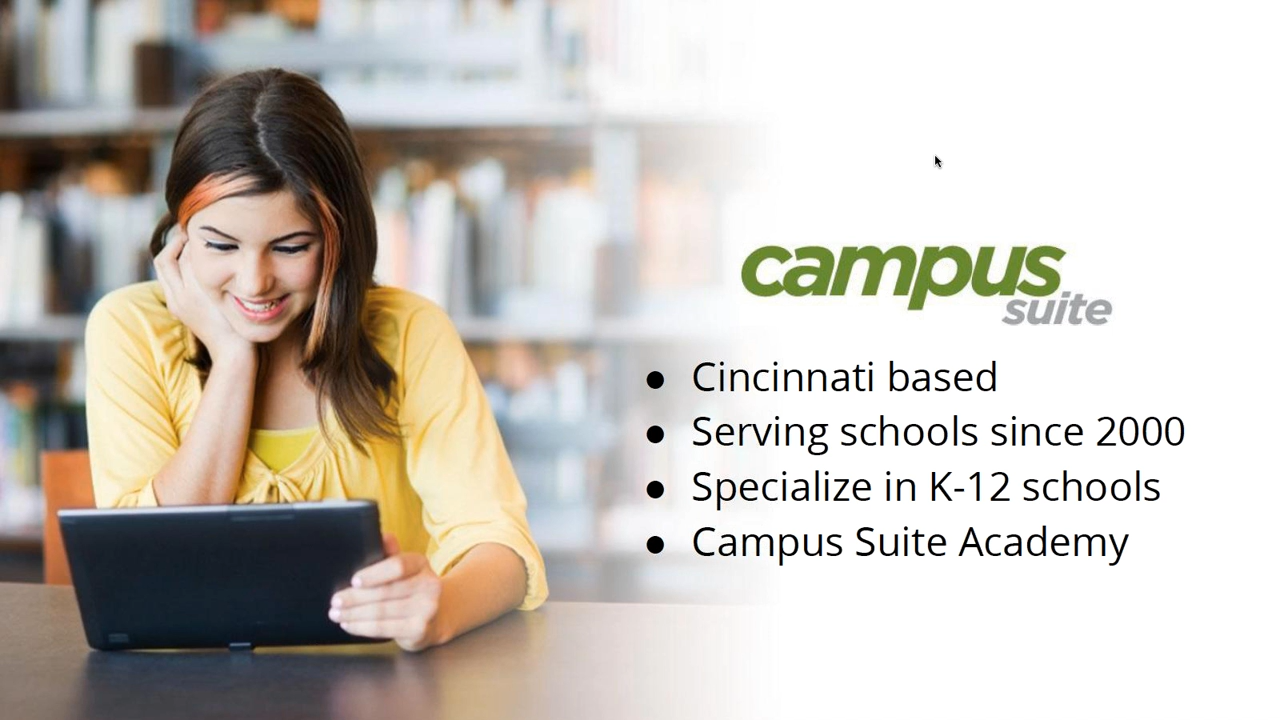 campus
suite
● Cincinnati based
● Serving schools since 2000
● Specialize in K-12 schools
● Campus Suite Academy